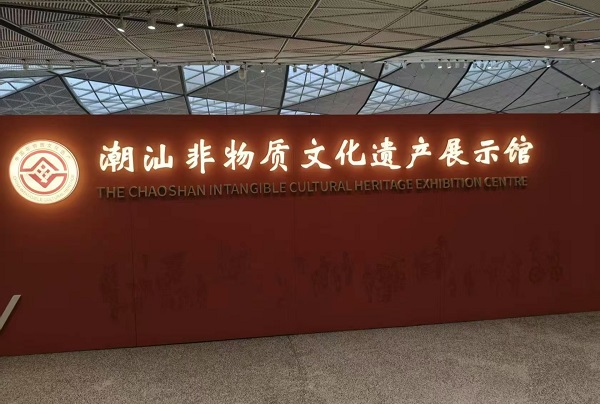 潮汕非物质文化遗产展示馆
THE CHAOSHAN INTANGIBLE CULTURAL HERITAGE EXHIBITION CENTRE